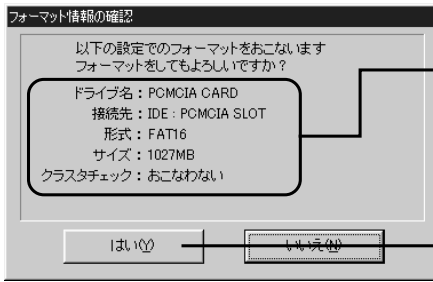 フォーマット情報の確認
以下の設定でのフォーマットをおこないます
フォーマットをしてもよろしいですか？
ドライブ名：PCMCIA CARD
接続先：IDE：PCMCIA SLOT
形式：FAT16
サイズ：1027MB
クラスタチェック：おこなわない
はい(Y)
いいえ(N)